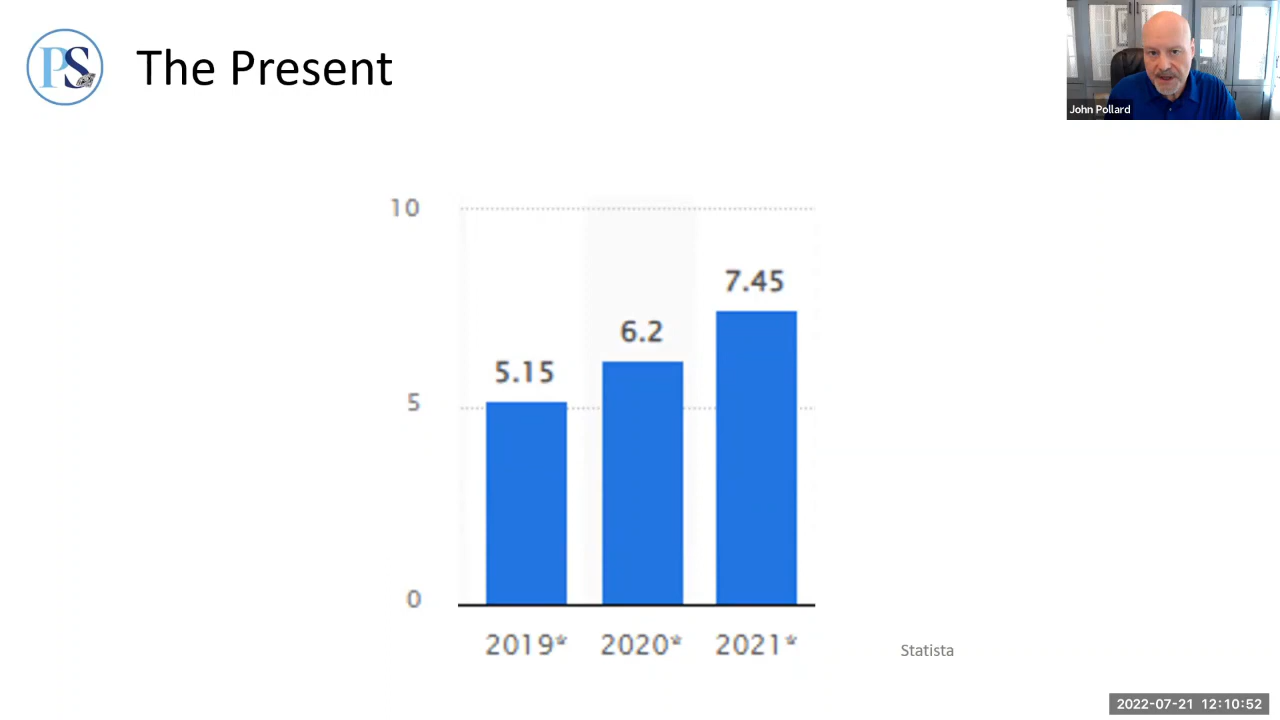 PS
The Present
John Pollard
10
7.45
6.2
5.15
5
0
2019* 2020* 2021*
Statista
2022-07-21 12:10:52